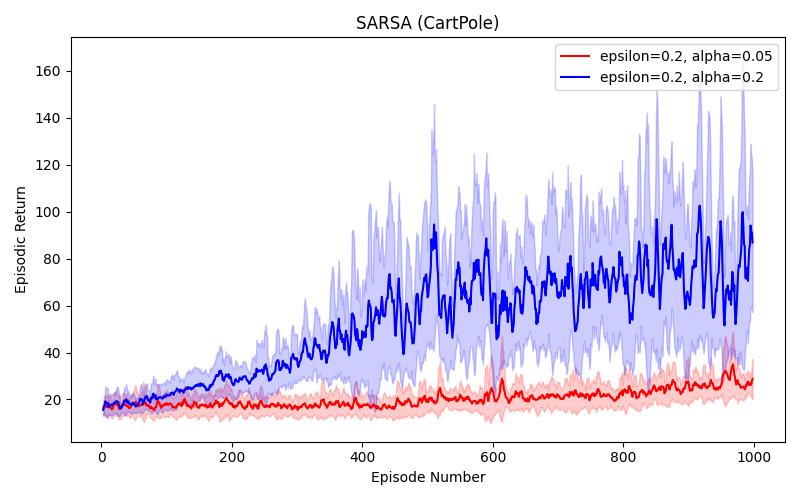 SARSA (CartPole)
epsilon=0.2, alpha=0.05
epsilon=0.2, alpha=0.2
Episodic Return
160
140
120
100
80
60
40
20
0
200
400
600
800
1000
Episode Number